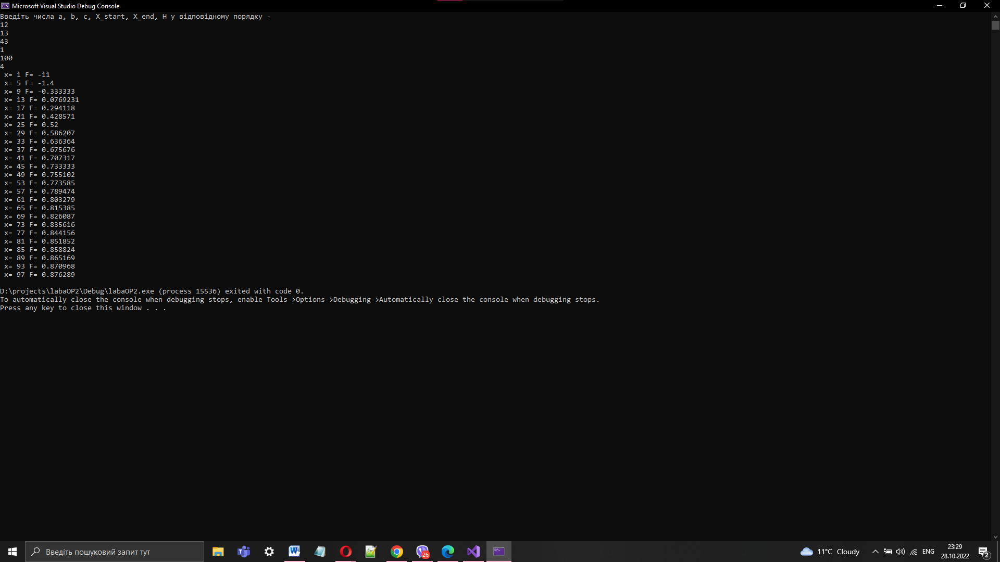 Microsoft Visual Studio Debug Console
Введіть числа a, b, c, X_start, X_end, H у відповідному порядку -
12
13
43
1
100
4
x= 1 F= -11
x= 5 F= -1.4
x= 9 F= -0.333333
x= 13 F= 0.0769231
x= 17 F= 0.294118
x= 21 F= 0.428571
x= 25 F= 0.52
x= 29 F= 0.586207
x= 33 F= 0.636364
x= 37 F= 0.675676
x= 41 F= 0.707317
x= 45 F= 0.733333
x= 49 F= 0.755102
x= 53 F= 0.773585
x= 57 F= 0.789474
x= 61 F= 0.803279
x= 65 F= 0.815385
x= 69 F= 0.826087
x= 73 F= 0.835616
x= 77 F= 0.844156
x= 81 F= 0.851852
x= 85 F= 0.858824
x= 89 F= 0.865169
x= 93 F= 0.870968
x= 97 F= 0.876289
D:\projects\labaOP2\Debug\labaOP2.exe (process 15536) exited with code 0.
To automatically close the console when debugging stops, enable Tools->Options->Debugging->Automatically close the console when debugging stops.
Press any key to close this window . . .
Введіть пошуковий запит тут
26
11°C Cloudy
ENG
23:29
28.10.2022
2